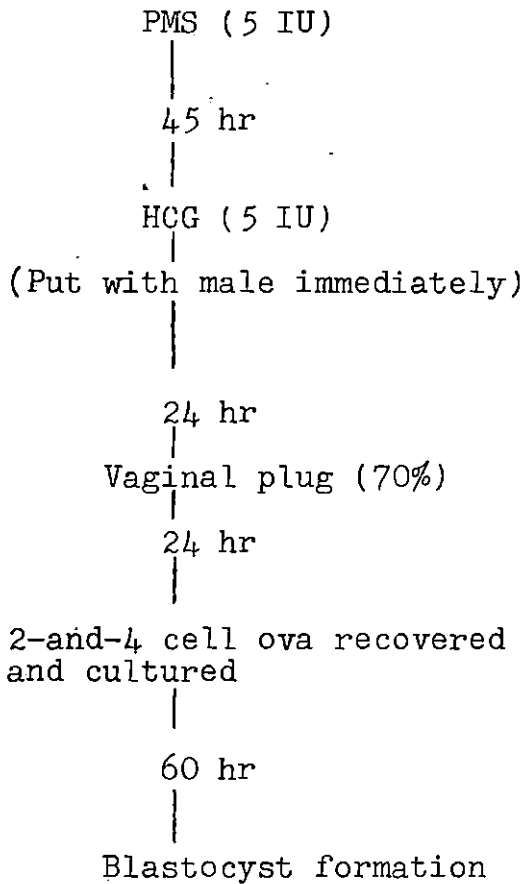 PMS (5 IU)
45 hr
HCG (5 IU)
(Put with male immediately)
24 hr
Vaginal plug (70%)
24 hr
2-and-4 cell ova recovered
and cultured
60 hr
Blastocyst formation